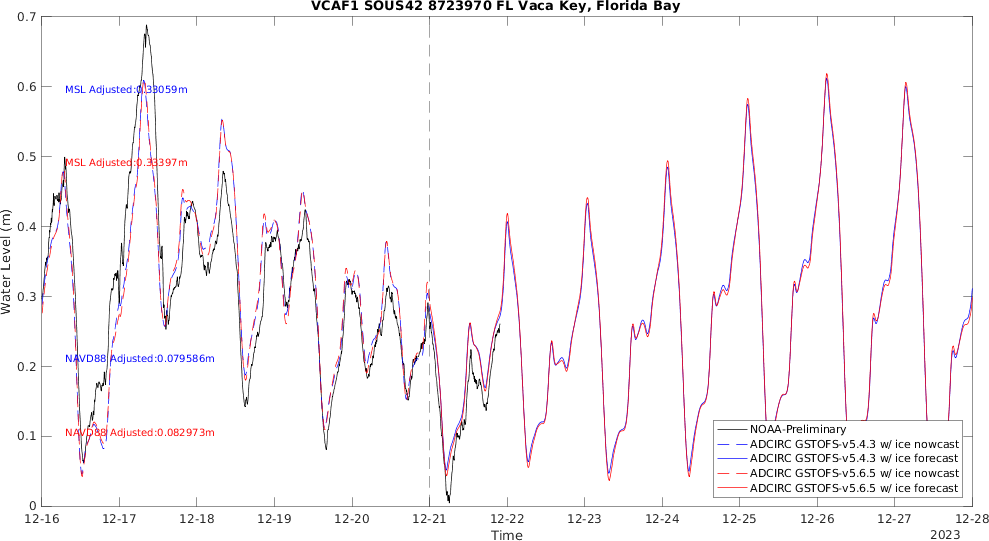 VCAF1 SOUS42 8723970 FL Vaca Key, Florida Bay
0.7
0.6
0.5
0.4
0.3
0.2
0.1
0
Water Level (m)
MSL Adjusted:0.33059m
MSL Adjusted:0.33397m
NAVD88 Adjusted:0.079586m
NAVD88 Adjusted:0.082973m
NOAA-Preliminary
ADCIRC GSTOFS-v5.4.3 w/ ice nowcast
ADCIRC GSTOFS-v5.4.3 w/ ice forecast
ADCIRC GSTOFS-v5.6.5 w/ ice nowcast
ADCIRC GSTOFS-v5.6.5 w/ ice forecast
12-16 12-17 12-18 12-19 12-20 12-21 12-22 12-23 12-24 12-25 12-26 12-27 12-28
Time
2023